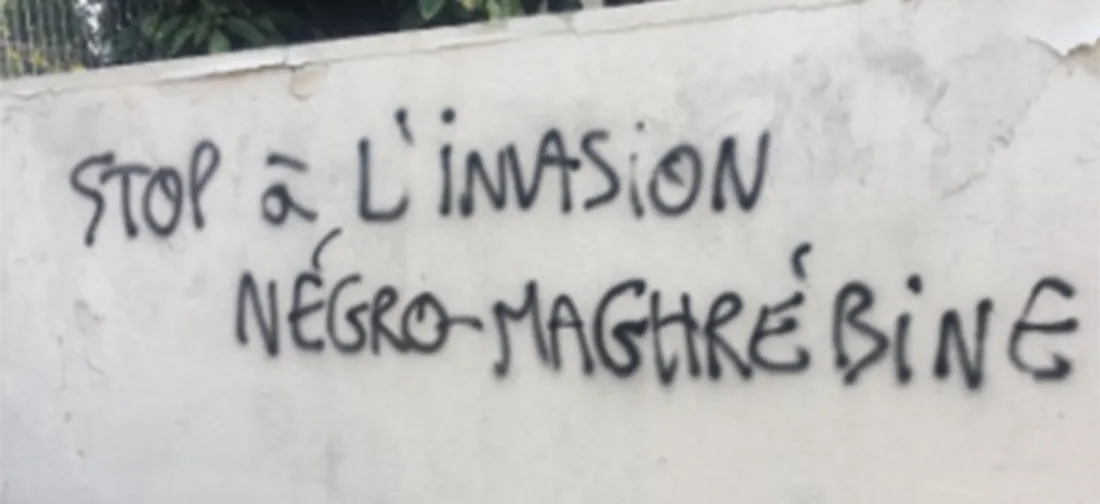 STOP à L'iNVASiON
NÉGRO-MAGHRÉBiNE